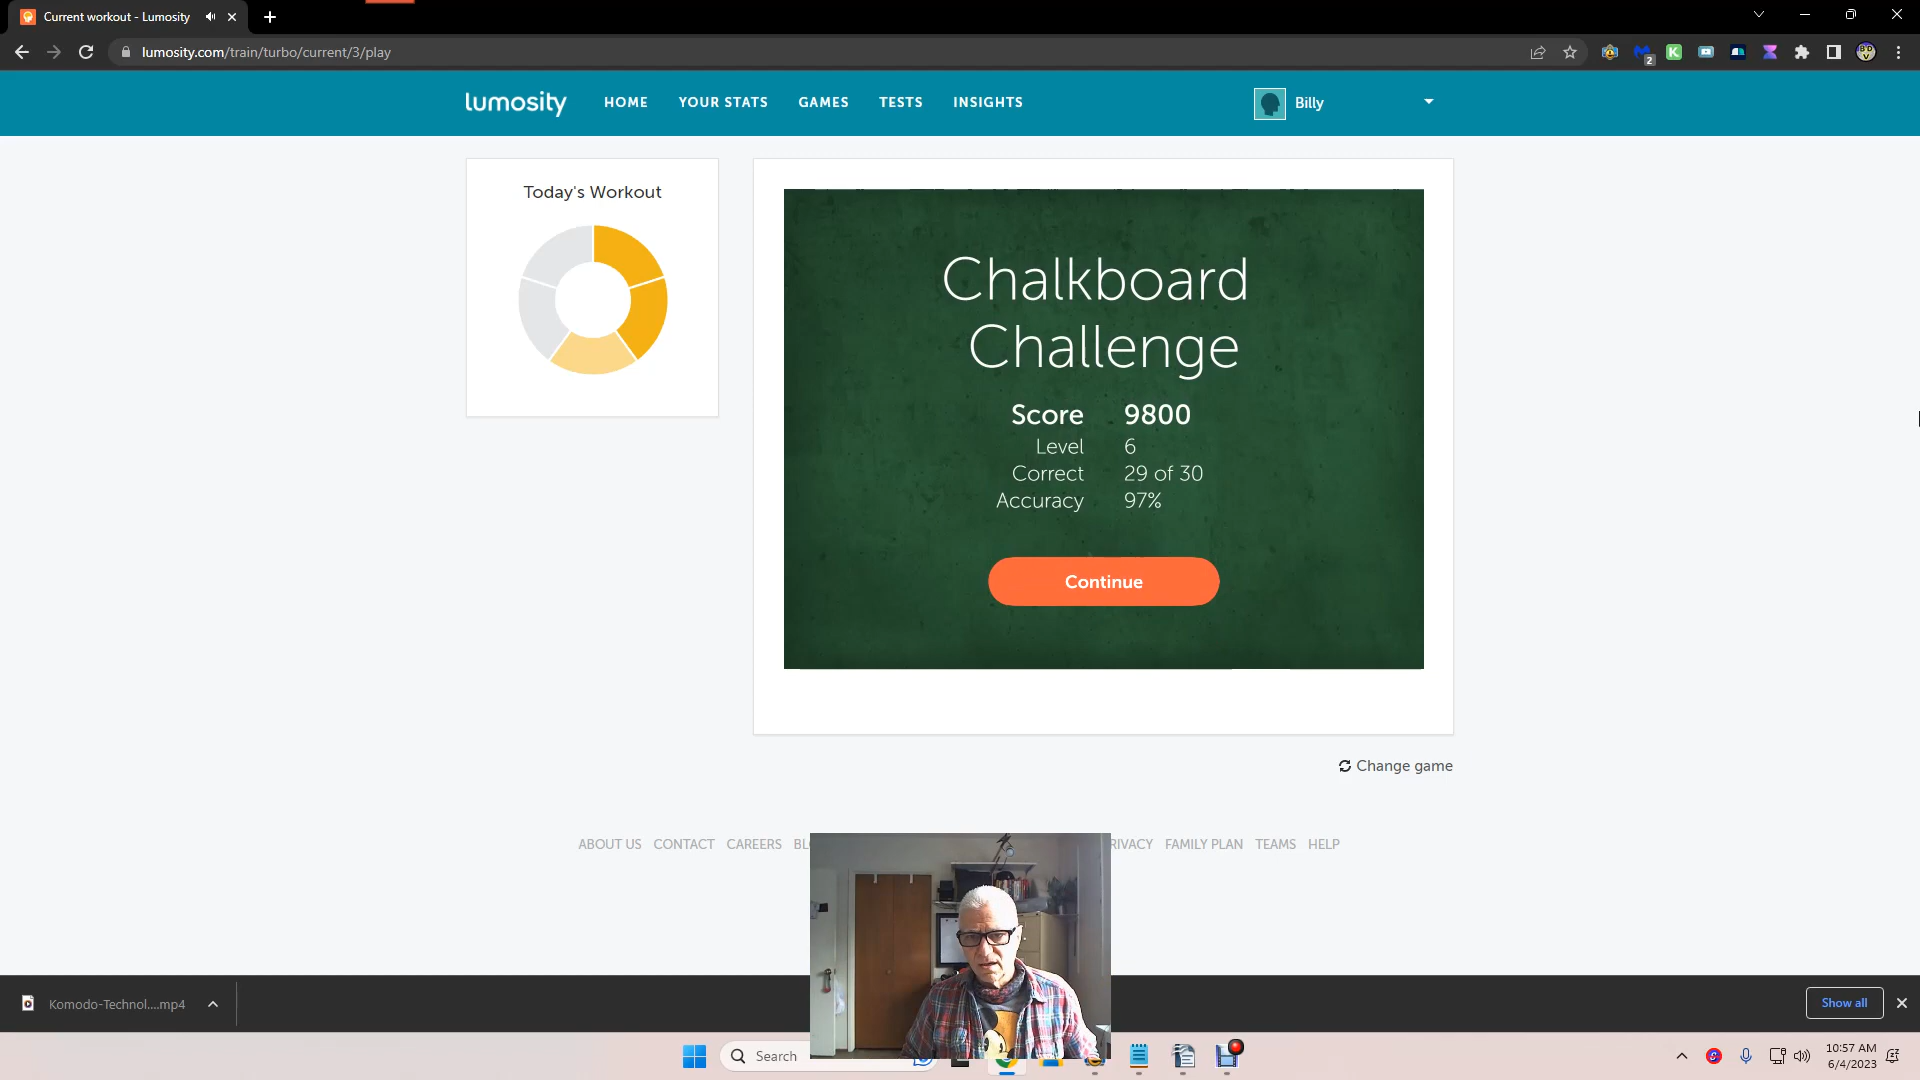 Current workout - Lumosity
lumosity.com/train/turbo/current/3/play
2
lumosity
HOME
YOUR STATS
GAMES
TESTS
INSIGHTS
Billy
Today's Workout
Chalkboard
Challenge
Score 9800
Level 6
Correct 29 of 30
Accuracy 97%
Continue
Change game
ABOUT US CONTACT CAREERS BL
RIVACY FAMILY PLAN TEAMS HELP
Komodo-Technol....mp4
Show all
Search
10:57 AM
6/4/2023